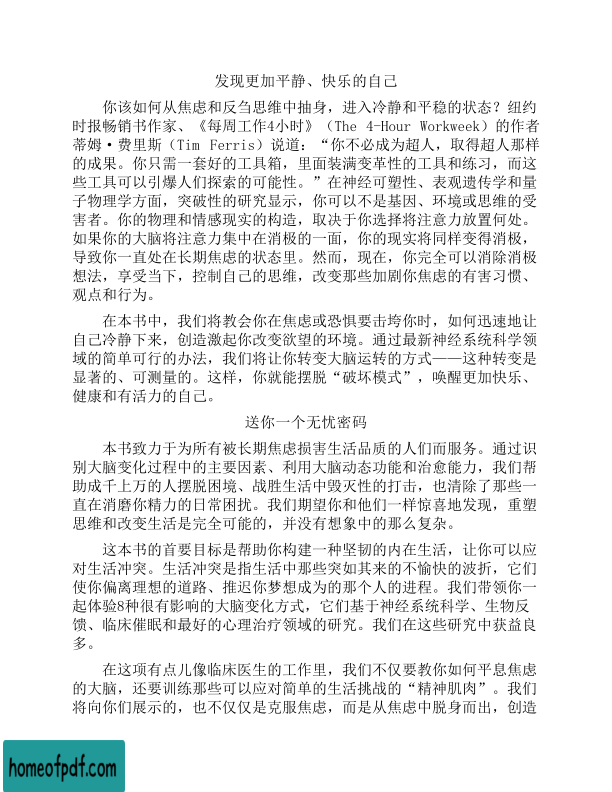 发现更加平静、快乐的自己
你该如何从焦虑和反刍思维中抽身，进入冷静和平稳的状态？纽约
时报畅销书作家、《每周工作4小时》（The 4-Hour Workweek）的作者
蒂姆·费里斯（Tim Ferris）说道：“你不必成为超人，取得超人那样
的成果。你只需一套好的工具箱，里面装满变革性的工具和练习，而这
些工具可以引爆人们探索的可能性。”在神经可塑性、表观遗传学和量
子物理学方面，突破性的研究显示，你可以不是基因、环境或思维的受
害者。你的物理和情感现实的构造，取决于你选择将注意力放置何处。
如果你的大脑将注意力集中在消极的一面，你的现实将同样变得消极，
导致你一直处在长期焦虑的状态里。然而，现在，你完全可以消除消极
想法，享受当下，控制自己的思维，改变那些加剧你焦虑的有害习惯、
观点和行为。
在本书中，我们将教会你在焦虑或恐惧要击垮你时，如何迅速地让
自己冷静下来，创造激起你改变欲望的环境。通过最新神经系统科学领
域的简单可行的办法，我们将让你转变大脑运转的方式——这种转变是
显著的、可测量的。这样，你就能摆脱“破坏模式”，唤醒更加快乐、
健康和有活力的自己。
送你一个无忧密码
本书致力于为所有被长期焦虑损害生活品质的人们而服务。通过识
别大脑变化过程中的主要因素、利用大脑动态功能和治愈能力，我们帮
助成千上万的人摆脱困境、战胜生活中毁灭性的打击，也清除了那些一
直在消磨你精力的日常困扰。我们期望你和他们一样惊喜地发现，重塑
思维和改变生活是完全可能的，并没有想象中的那么复杂。
这本书的首要目标是帮助你构建一种坚韧的内在生活，让你可以应
对生活冲突。生活冲突是指生活中那些突如其来的不愉快的波折，它们
使你偏离理想的道路、推迟你梦想成为的那个人的进程。我们带领你一
起体验8种很有影响的大脑变化方式，它们基于神经系统科学、生物反
馈、临床催眠和最好的心理治疗领域的研究。我们在这些研究中获益良
多。
在这项有点儿像临床医生的工作里，我们不仅要教你如何平息焦虑
的大脑，还要训练那些可以应对简单的生活挑战的“精神肌肉”。我们
将向你们展示的，也不仅仅是克服焦虑，而是从焦虑中脱身而出，创造
homeofpdf.com